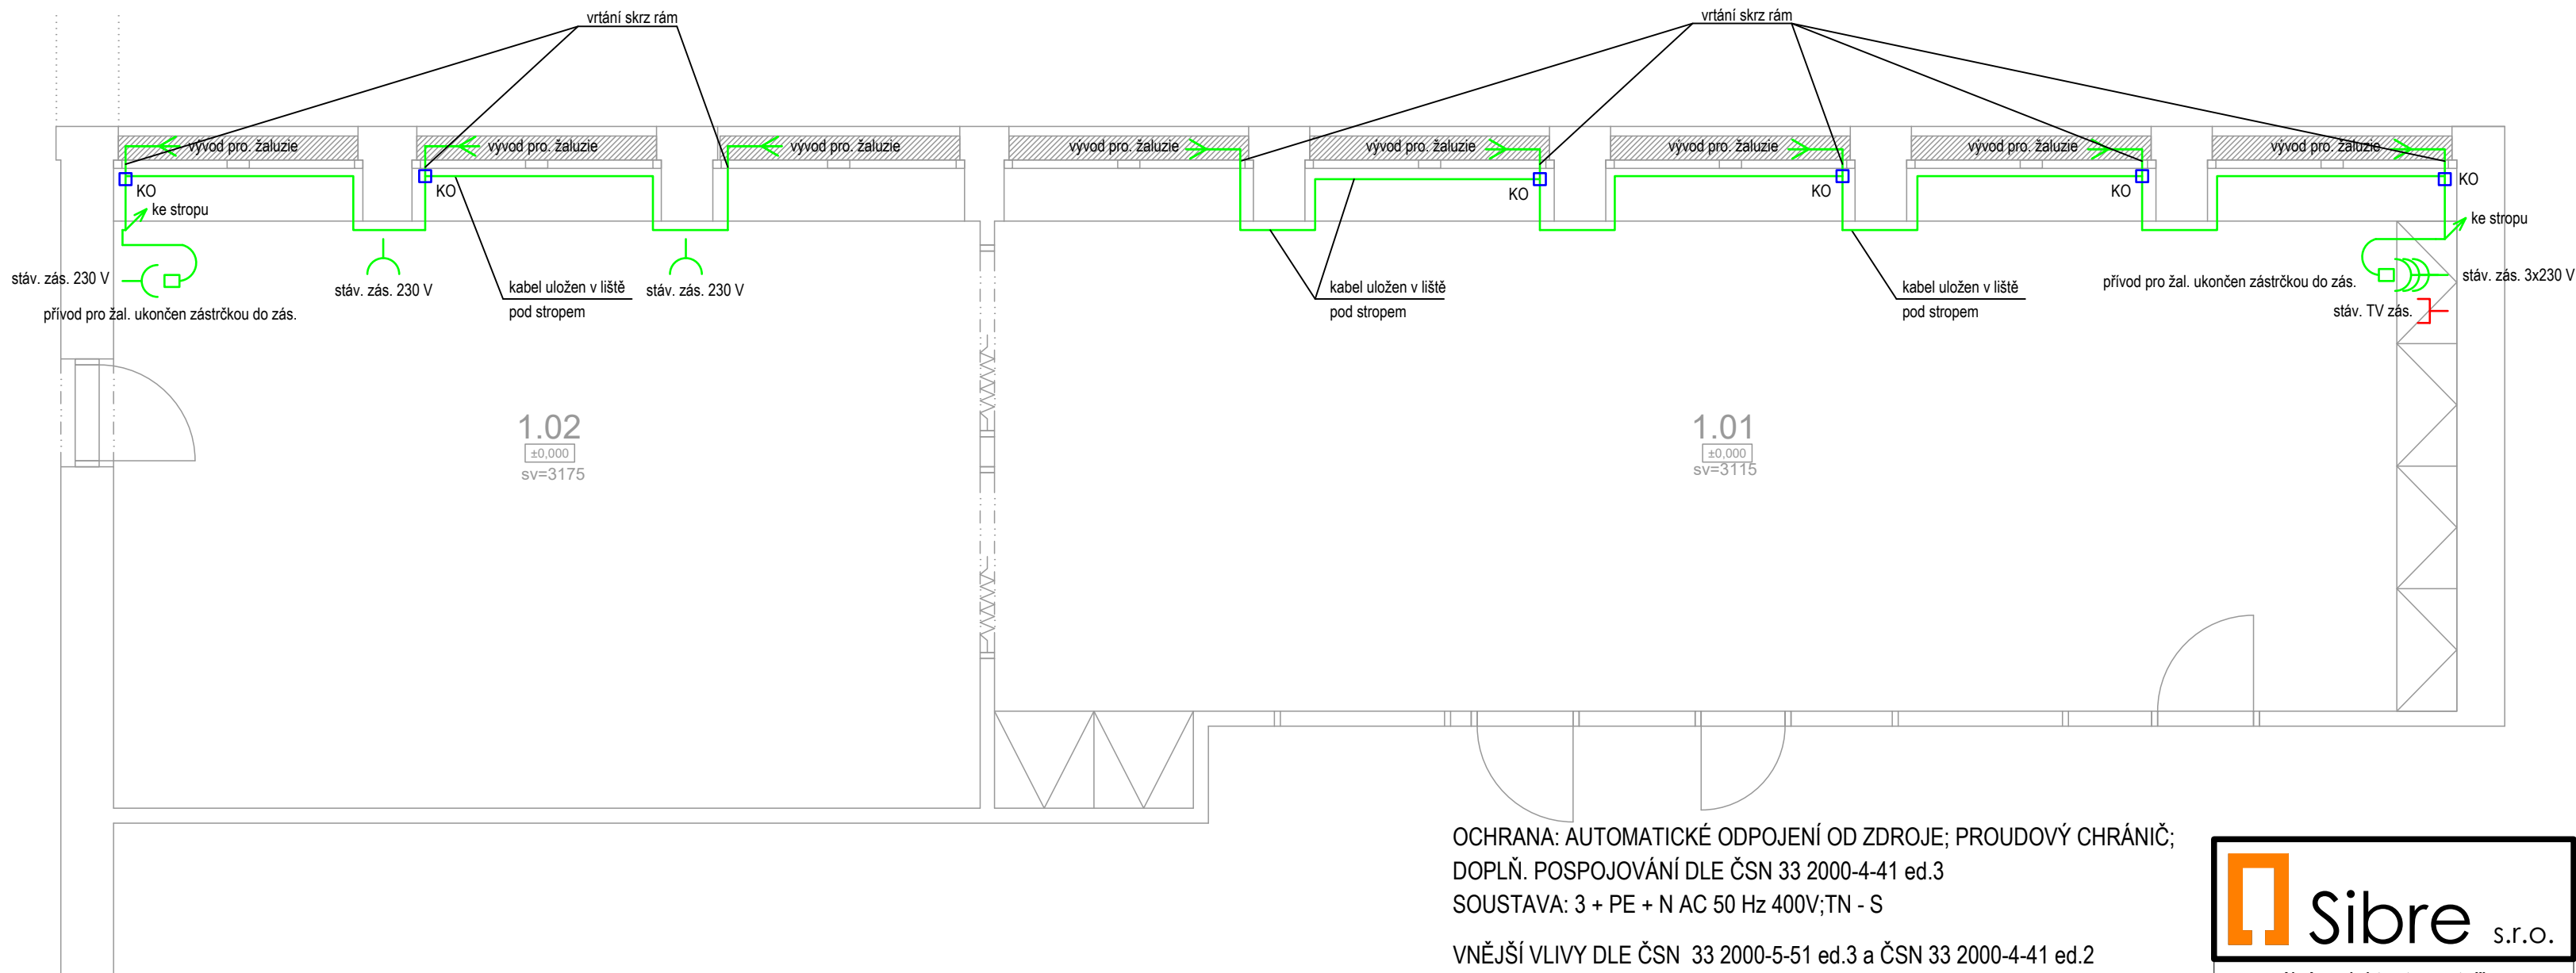 vrtání skrz rám
vrtání skrz rám
vývod pro. žaluzie
vývod pro. žaluzie
vývod pro. žaluzie
vývod pro. žaluzie
vývod pro. žaluzie
vývod pro. žaluzie
vývod pro. žaluzie
vývod pro. žaluzie
KO
KO
KO
KO
KO
KO
ke stropu
ke stropu
stáv. zás. 230 V
stáv. zás. 230 V
stáv. zás. 230 V
přívod pro žal. ukončen zástrčkou do zás.
kabel uložen v liště
pod stropem
kabel uložen v liště
pod stropem
kabel uložen v liště
pod stropem
přívod pro žal. ukončen zástrčkou do zás.
stáv. zás. 3x230 V
stáv. TV zás.
1.02
±0,000
sv=3175
1.01
±0,000
sv=3115
OCHRANA: AUTOMATICKÉ ODPOJENÍ OD ZDROJE; PROUDOVÝ CHRÁNIČ;
DOPLŇ. POSPOJOVÁNÍ DLE ČSN 33 2000-4-41 ed.3
SOUSTAVA: 3 + PE + N AC 50 Hz 400V;TN - S
VNĚJŠÍ VLIVY DLE ČSN 33 2000-5-51 ed.3 a ČSN 33 2000-4-41 ed.2
Sibre s.r.o.